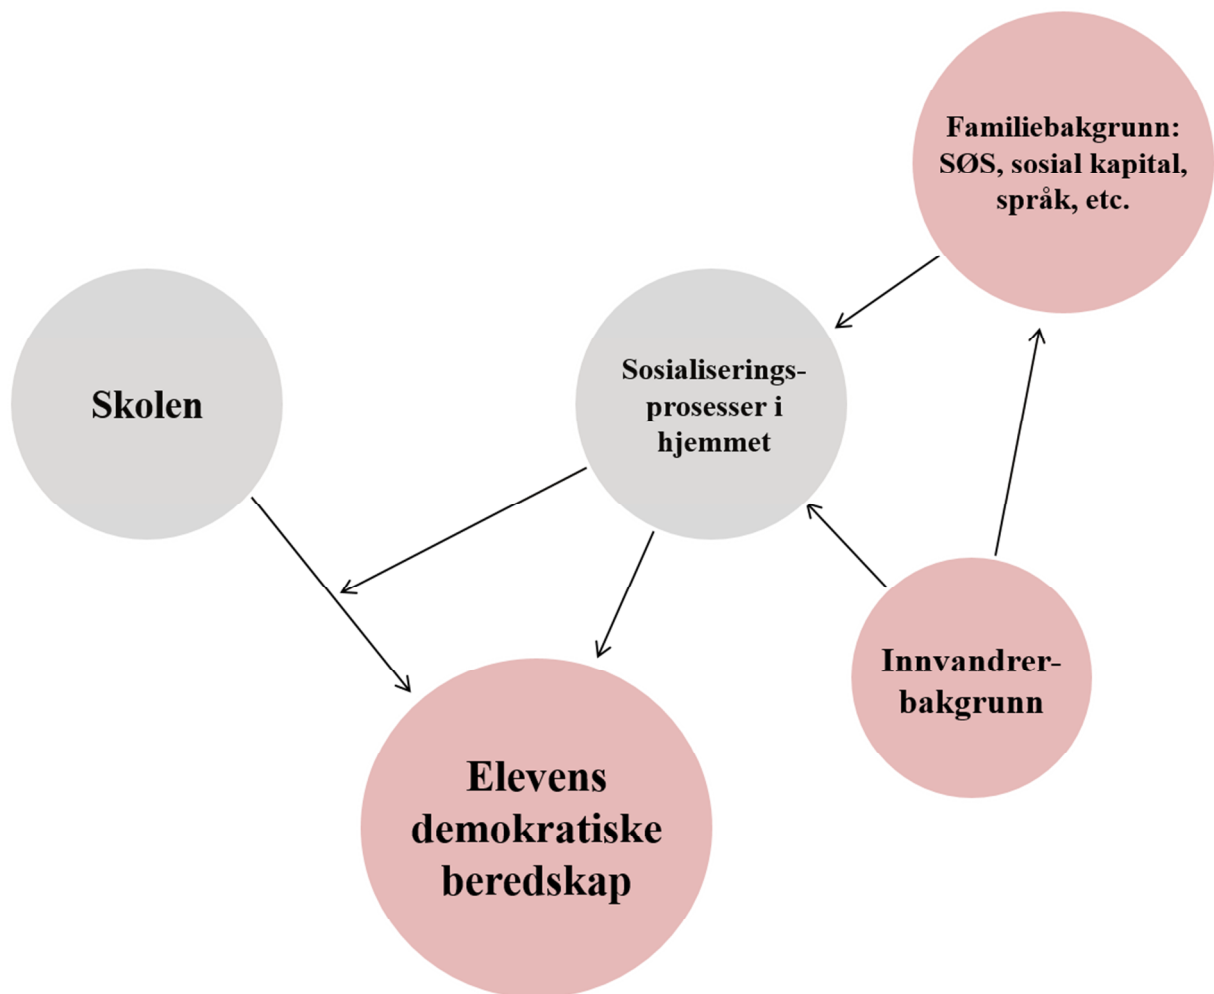 Familiebakgrunn:
SØS, sosial kapital,
språk, etc.
Skolen
Sosialiserings-
prosesser i
hjemmet
Innvandrer-
bakgrunn
Elevens
demokratiske
beredskap